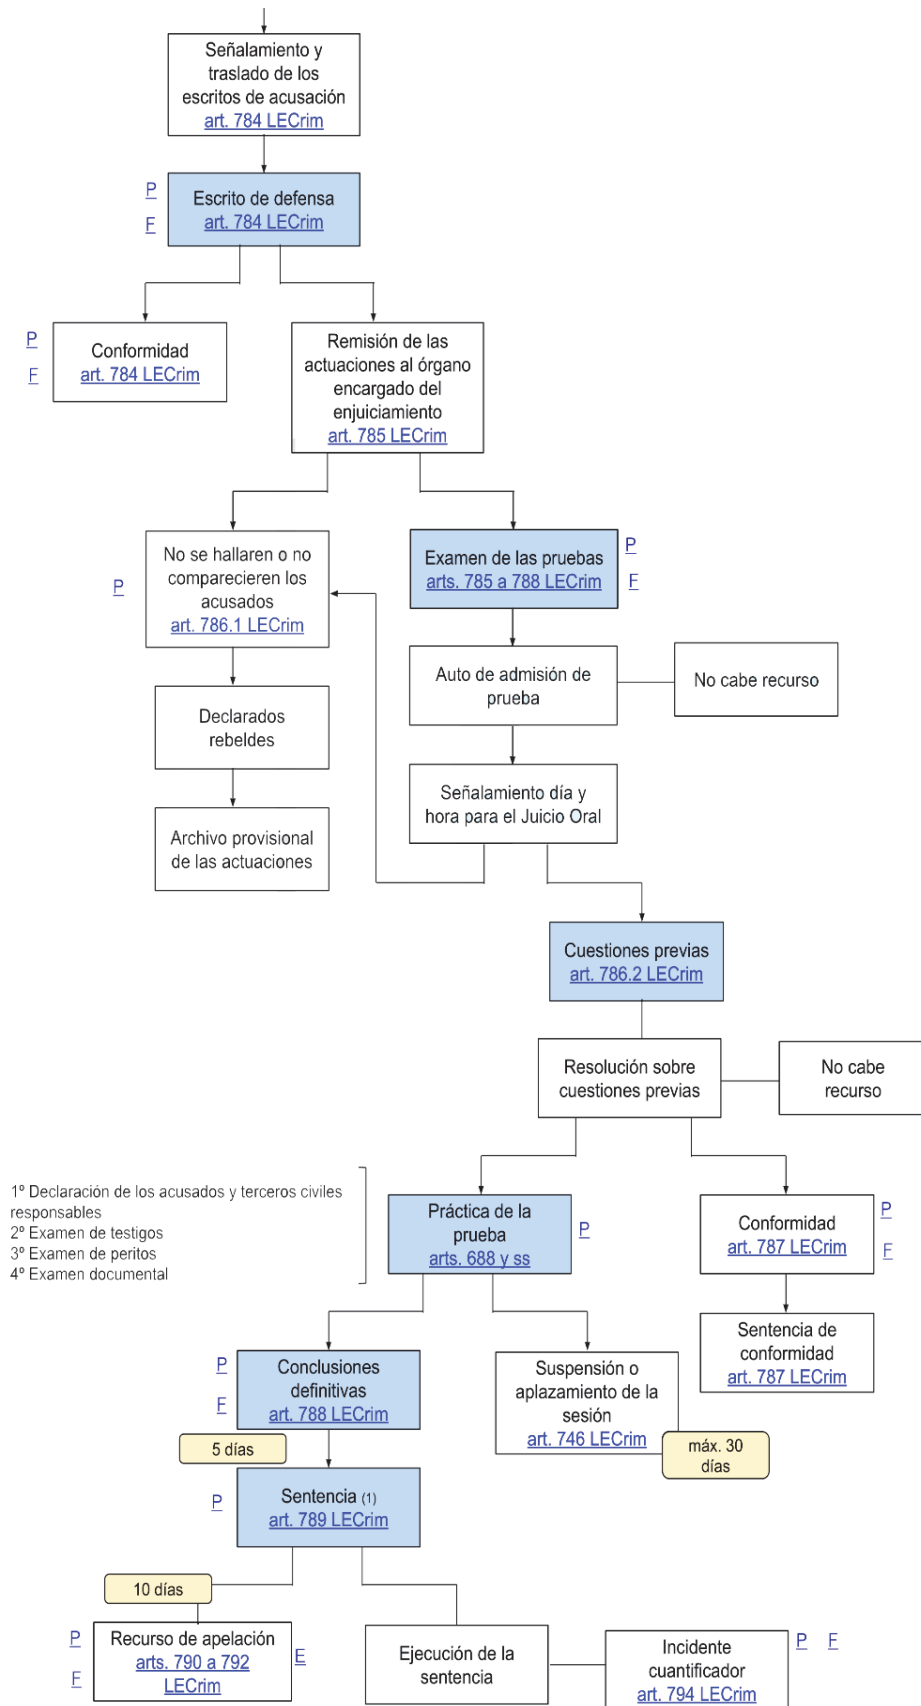 Señalamiento y
traslado de los
escritos de acusación
art. 784 LECrim
P
F
Escrito de defensa
art. 784 LECrim
P
F
Conformidad
art. 784 LECrim
Remisión de las
actuaciones al órgano
encargado del
enjuiciamiento
art. 785 LECrim
P
No se hallaren o no
comparecieren los
acusados
art. 786.1 LECrim
Examen de las pruebas
arts. 785 a 788 LECrim
P
F
Declarados
rebeldes
Auto de admisión de
prueba
No cabe recurso
Archivo provisional
de las actuaciones
Señalamiento día y
hora para el Juicio Oral
Cuestiones previas
art. 786.2 LECrim
Resolución sobre
cuestiones previas
No cabe
recurso
1º Declaración de los acusados y terceros civiles
responsables
2º Examen de testigos
3º Examen de peritos
4º Examen documental
Práctica de la
prueba
arts. 688 y ss
P
Conformidad
art. 787 LECrim
P
F
Sentencia de
conformidad
art. 787 LECrim
P
F
Conclusiones
definitivas
art. 788 LECrim
Suspensión o
aplazamiento de la
sesión
art. 746 LECrim
máx. 30
días
5 días
P
Sentencia (1)
art. 789 LECrim
10 días
P
F
Recurso de apelación
arts. 790 a 792
LECrim
E
Ejecución de la
sentencia
Incidente
cuantificador
art. 794 LECrim
P F